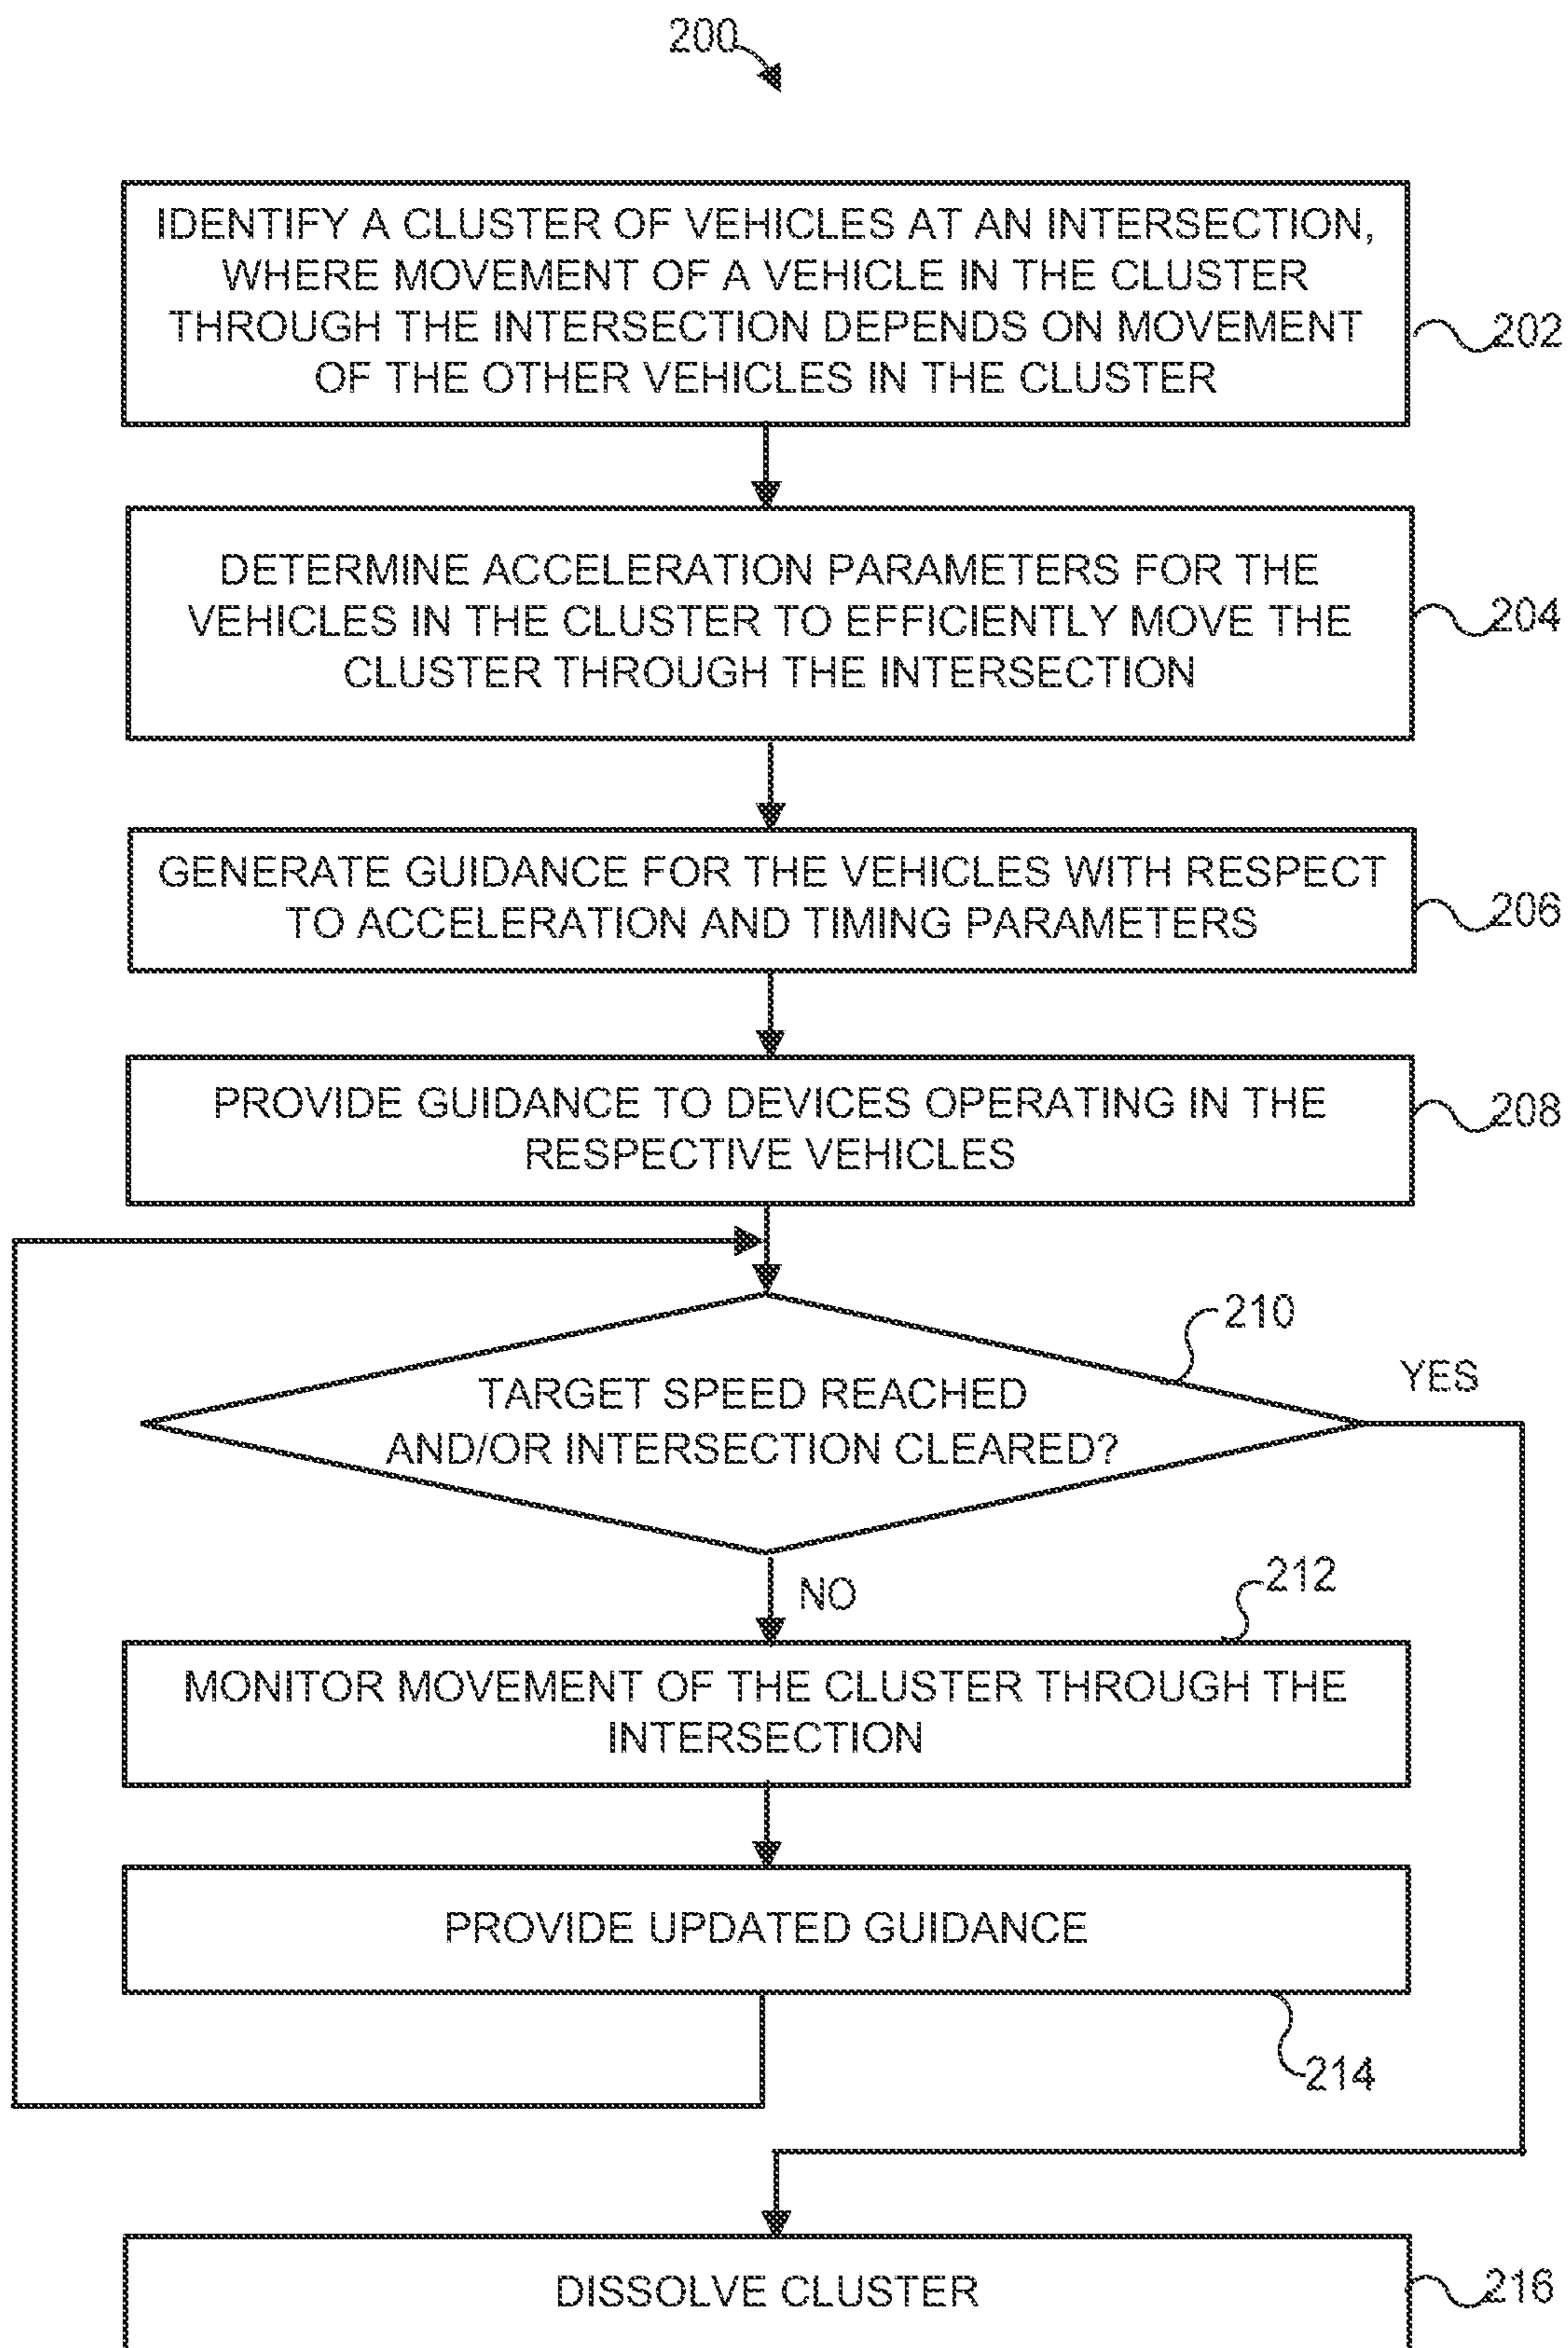 200
IDENTIFY A CLUSTER OF VEHICLES AT AN INTERSECTION,
WHERE MOVEMENT OF A VEHICLE IN THE CLUSTER
THROUGH THE INTERSECTION DEPENDS ON MOVEMENT
OF THE OTHER VEHICLES IN THE CLUSTER
202
DETERMINE ACCELERATION PARAMETERS FOR THE
VEHICLES IN THE CLUSTER TO EFFICIENTLY MOVE THE
CLUSTER THROUGH THE INTERSECTION
204
GENERATE GUIDANCE FOR THE VEHICLES WITH RESPECT
TO ACCELERATION AND TIMING PARAMETERS
206
PROVIDE GUIDANCE TO DEVICES OPERATING IN THE
RESPECTIVE VEHICLES
208
210
YES
TARGET SPEED REACHED
AND/OR INTERSECTION CLEARED?
NO
212
MONITOR MOVEMENT OF THE CLUSTER THROUGH THE
INTERSECTION
PROVIDE UPDATED GUIDANCE
214
DISSOLVE CLUSTER
216